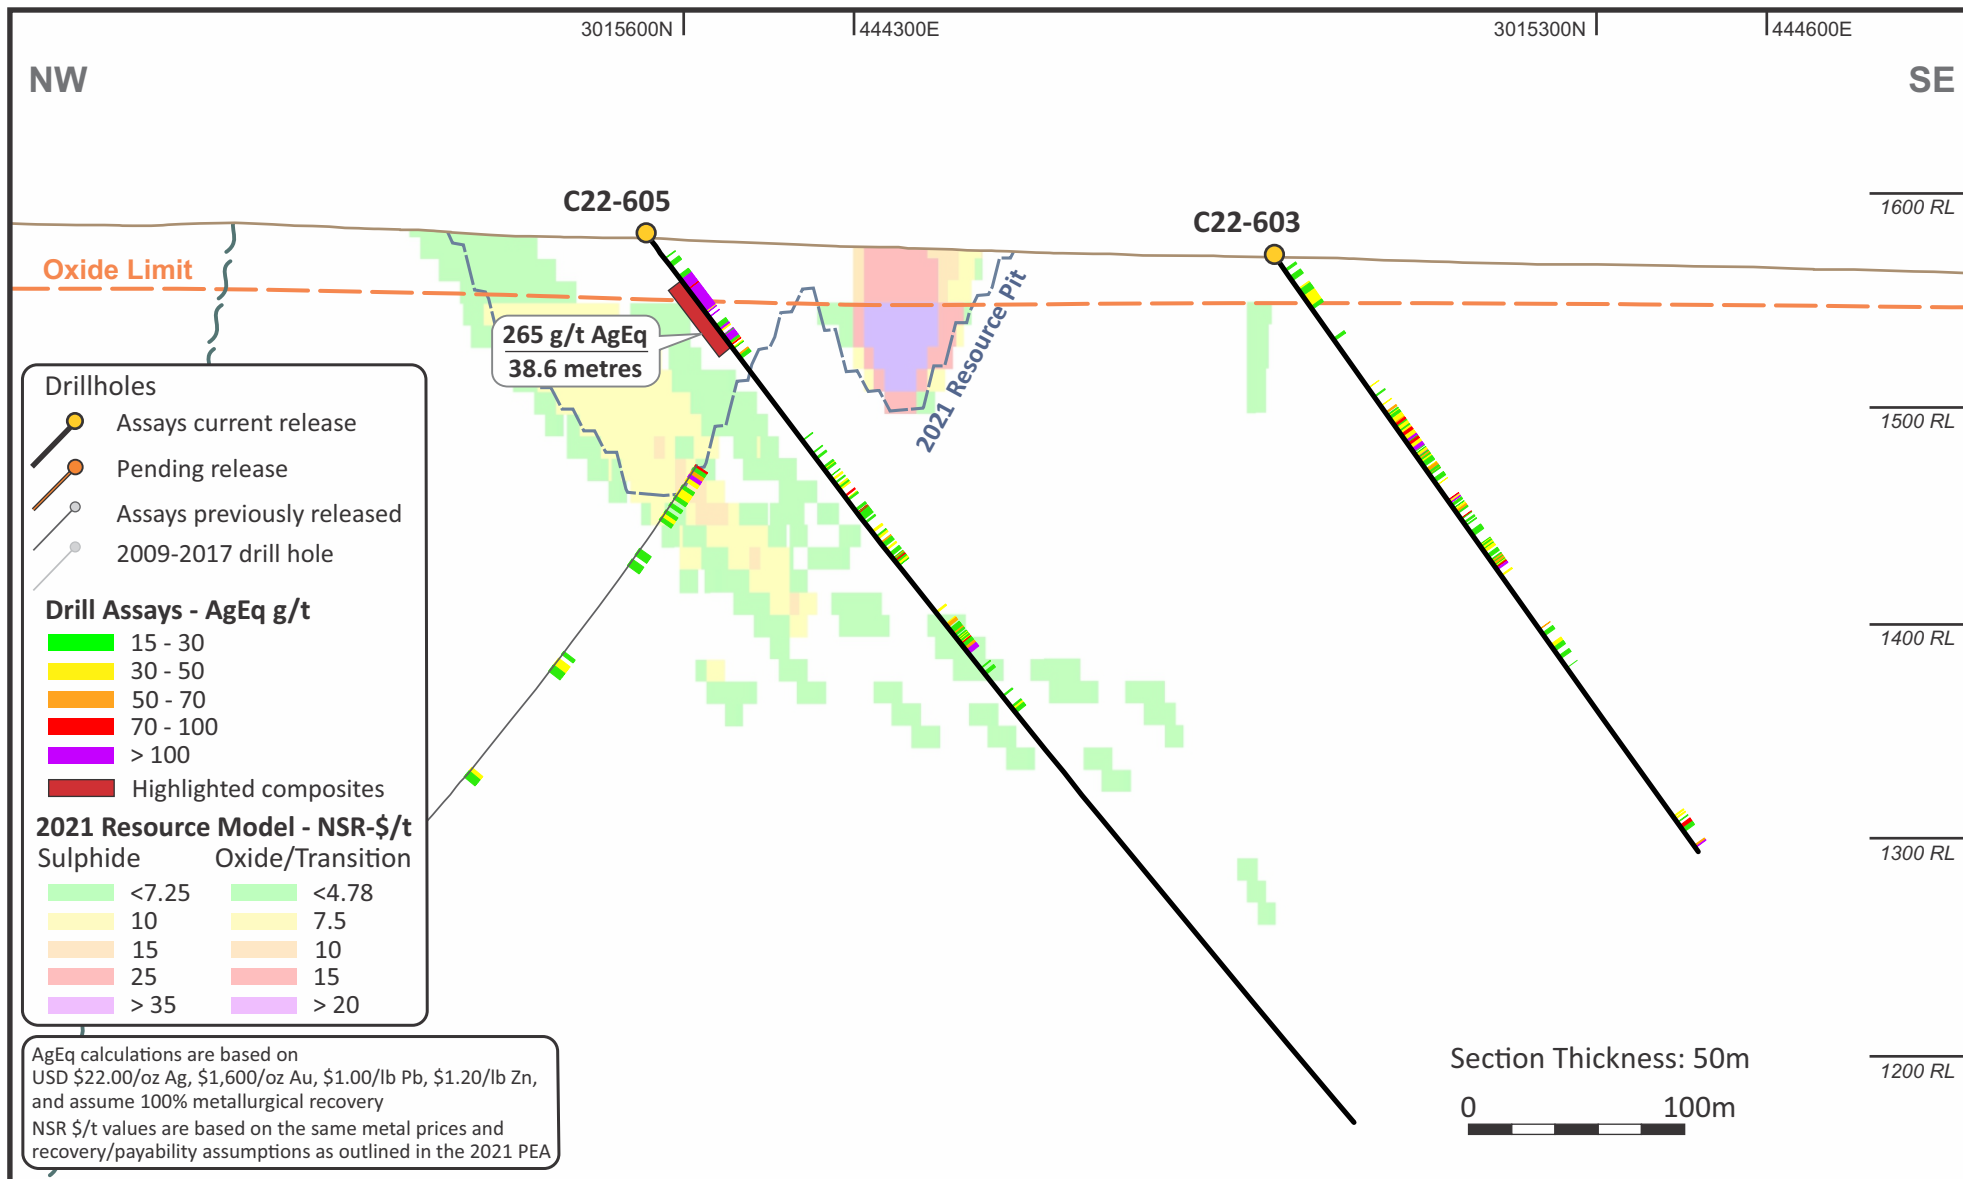 3015600N
444300E
3015300N
444600E
NW
SE
C22-605
C22-603
1600 RL
Oxide Limit
265 g/t AgEq
38.6 metres
2021 Resource Pit
1500 RL
1400 RL
1300 RL
1200 RL
Drillholes
Assays current release
Pending release
Assays previously released
2009-2017 drill hole
Drill Assays - AgEq g/t
15 - 30
30 - 50
50 - 70
70 - 100
> 100
Highlighted composites
2021 Resource Model - NSR-$/t
Sulphide Oxide/Transition
<7.25 <4.78
10 7.5
15 10
25 15
> 35 > 20
AgEq calculations are based on
USD $22.00/oz Ag, $1,600/oz Au, $1.00/lb Pb, $1.20/lb Zn,
and assume 100% metallurgical recovery
NSR $/t values are based on the same metal prices and
recovery/payability assumptions as outlined in the 2021 PEA
Section Thickness: 50m
0 100m